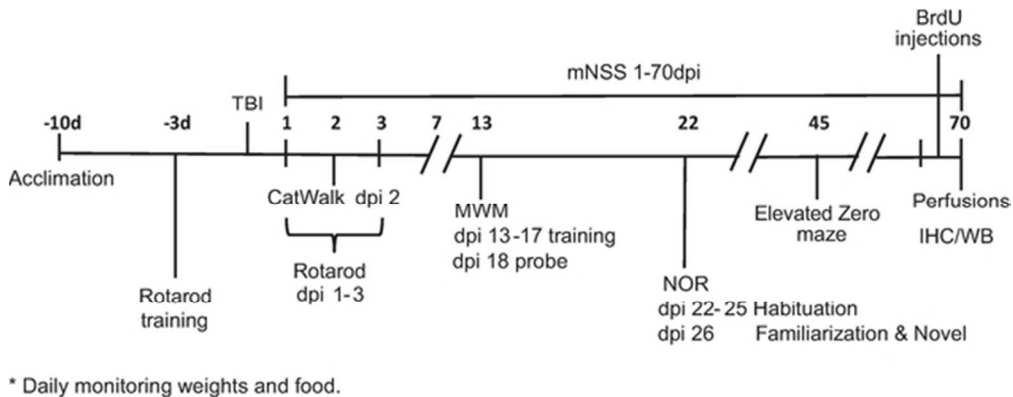 BrdU
injections
mNSS 1-70dpi
TBI
-10d -3d 1 2 3 7 13 22 45 70
Acclimation
CatWalk dpi 2
Rotarod
dpi 1-3
Rotarod
training
MWM
dpi 13-17 training
dpi 18 probe
NOR
dpi 22-25 Habituation
dpi 26 Familiarization & Novel
Elevated Zero
maze
Perfusions
IHC/WB
* Daily monitoring weights and food.